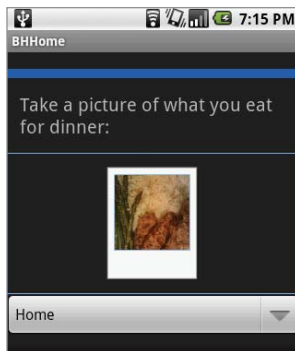 7:15 PM
BHHome
Take a picture of what you eat
for dinner:
Home